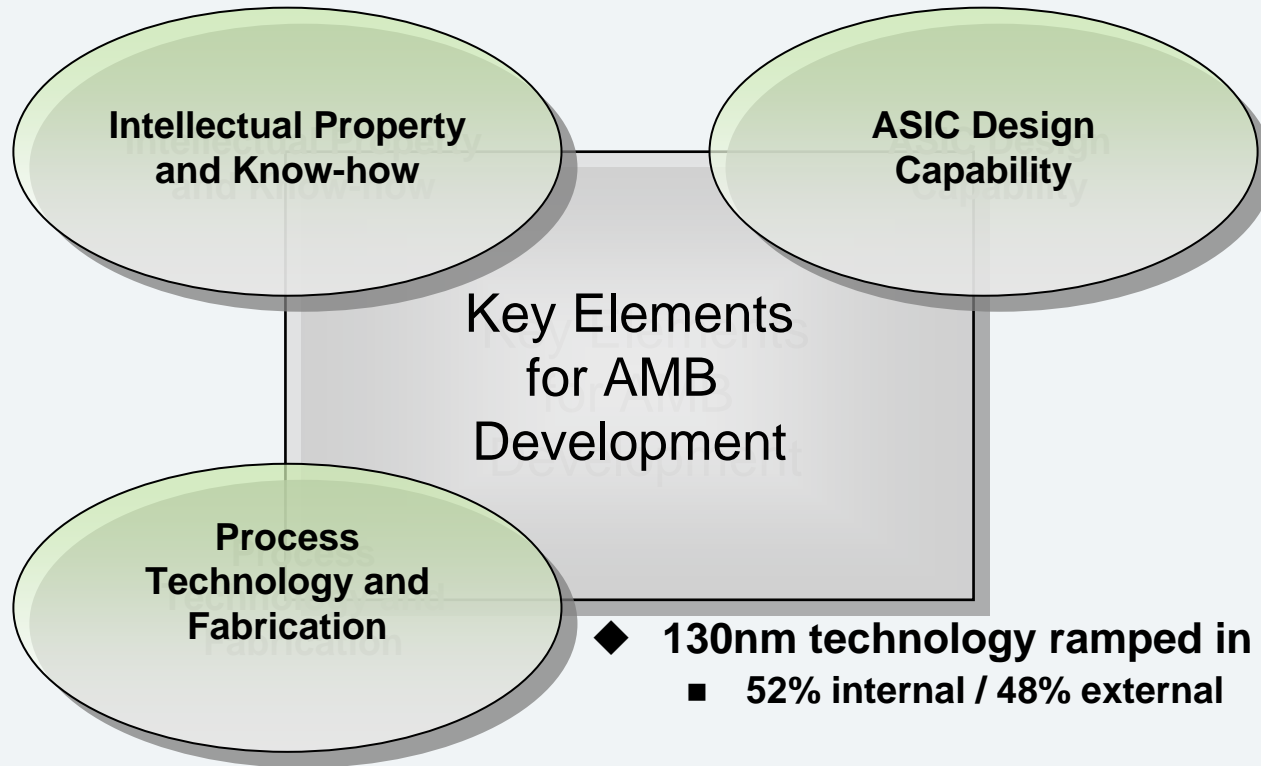 Intellectual Property
and Know-how
ASIC Design
Capability
Key Elements
for AMB
Development
Process
Technology and
Fabrication
◆ 130nm technology ramped in
■ 52% internal / 48% external